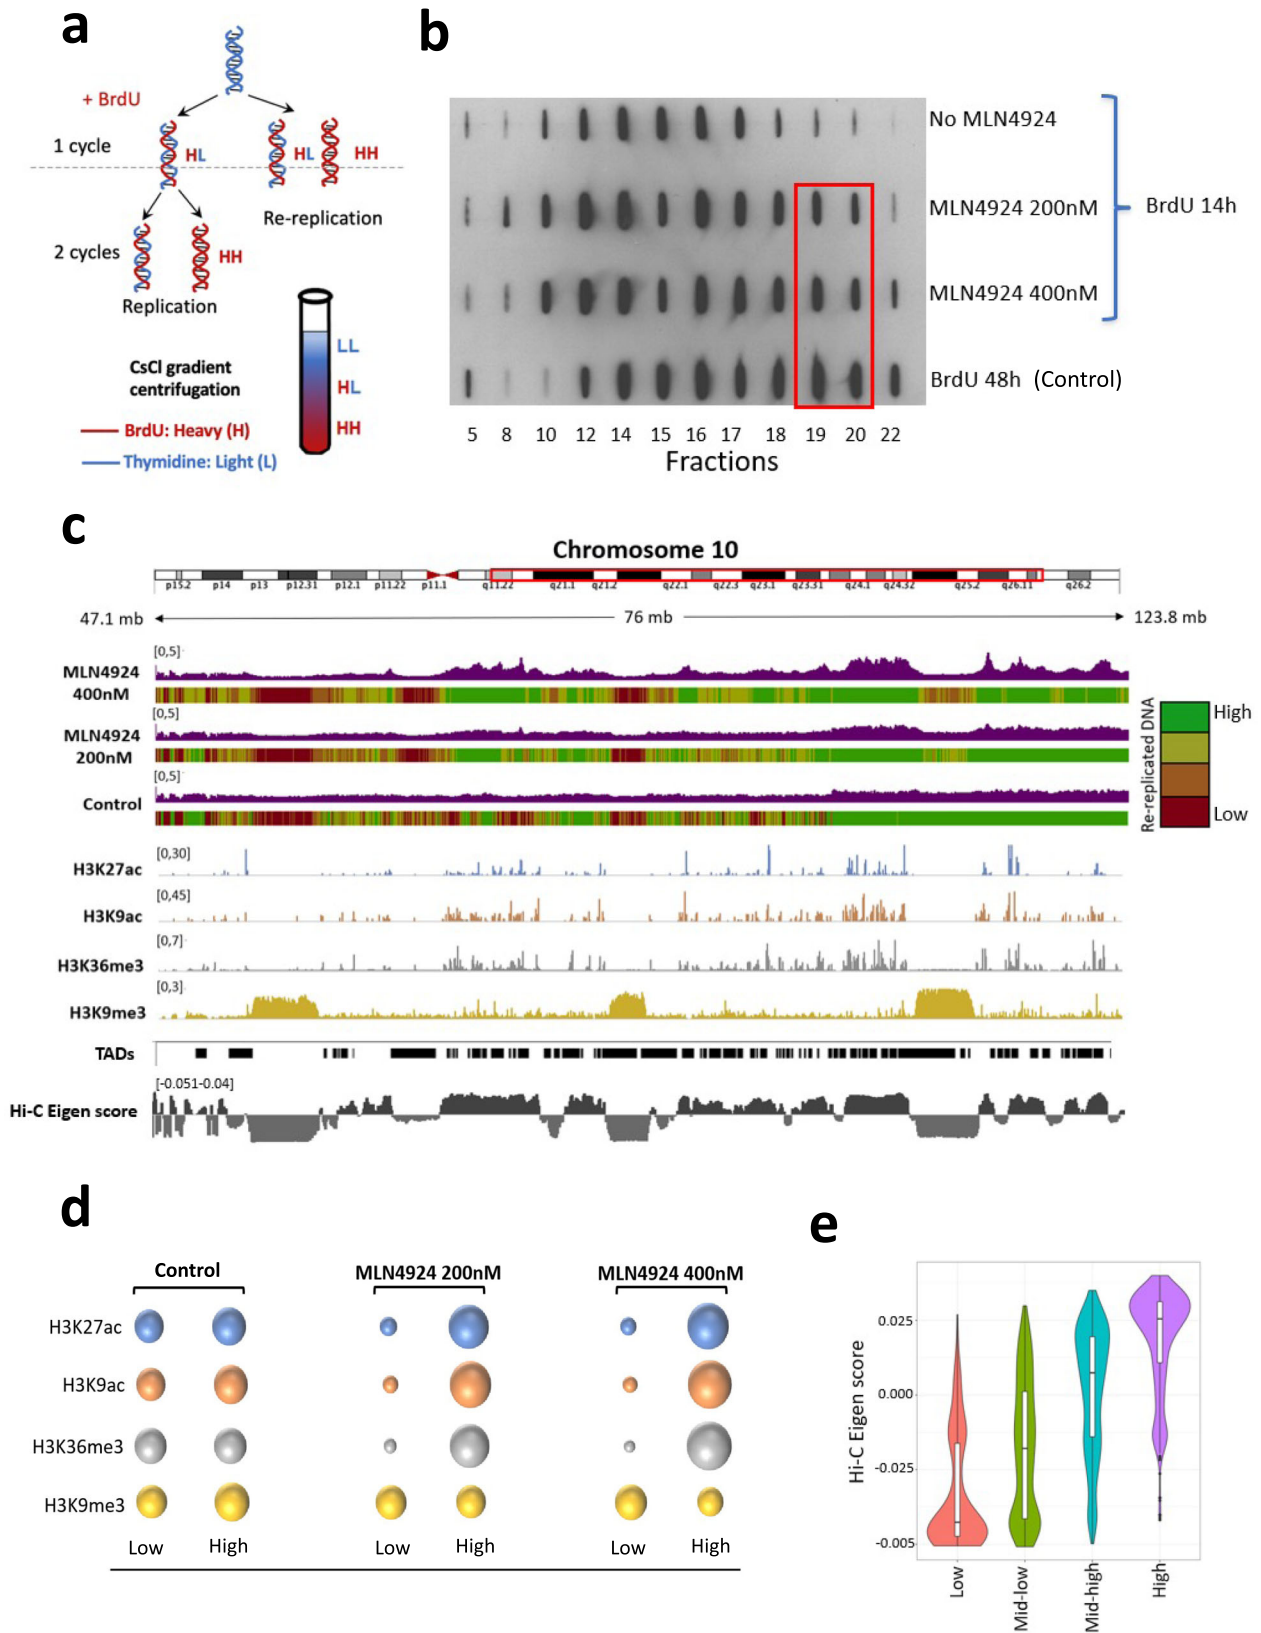 a
+ BrdU
1 cycle
HL
HL
HH
Re-replication
2 cycles
HH
Replication
CsCl gradient
centrifugation
LL
HL
HH
BrdU: Heavy (H)
Thymidine: Light (L)
b
No MLN4924
MLN4924 200nM
MLN4924 400nM
BrdU 14h
BrdU 48h (Control)
5 8 10 12 14 15 16 17 18 19 20 22
Fractions
c
Chromosome 10
p15.2 p14 p13 p12.31 p12.1 p11.22 p11.1 q11.22 q21.1 q21.2 q22.1 q22.3 q23.1 q23.31 q24.1 q24.32 q25.2 q26.11 q26.2
47.1 mb 76 mb 123.8 mb
[0,5]
MLN4924
400nM
[0,5]
MLN4924
200nM
[0,5]
Control
Re-replicated DNA
High
Low
[0,30]
H3K27ac
[0,45]
H3K9ac
[0,7]
H3K36me3
[0,3]
H3K9me3
TADs
[-0.051-0.04]
Hi-C Eigen score
d
Control MLN4924 200nM MLN4924 400nM
H3K27ac
H3K9ac
H3K36me3
H3K9me3
Low High Low High Low High
e
Hi-C Eigen score
0.025
0.000
-0.025
-0.005
Low Mid-low Mid-high High